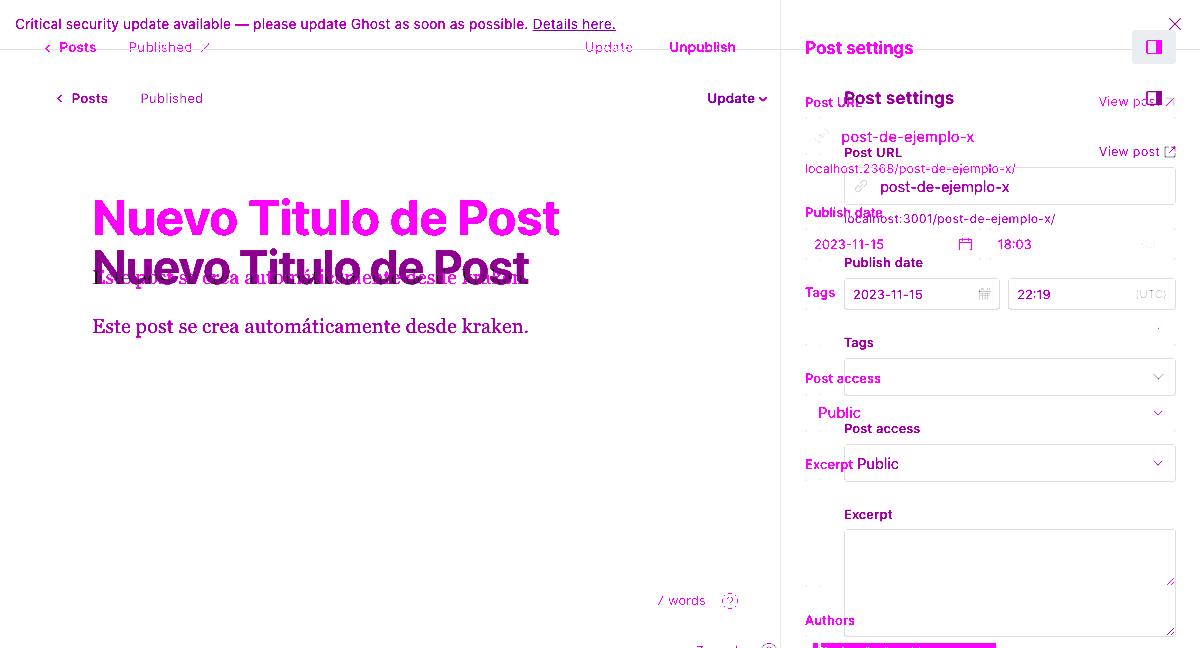 Critical security update available — please update Ghost as soon as possible. Details here.
Posts
Published
Update
Unpublish
Post settings
Posts
Published
Update
Post settings
Post URL
View post
post-de-ejemplo-x
Post URL
View post
localhost.2368/post-de-ejemplo-x/
post-de-ejemplo-x
Nuevo Titulo de Post
Publish date
localhost:3001/post-de-ejemplo-x/
2023-11-15
18:03
Nuevo Titulo de Post
Publish date
Este post se crea automáticamente desde kraken.
Tags
2023-11-15
22:19
(UTC)
Este post se crea automáticamente desde kraken.
Tags
Post access
Public
Post access
Excerpt
Public
Excerpt
words
Authors